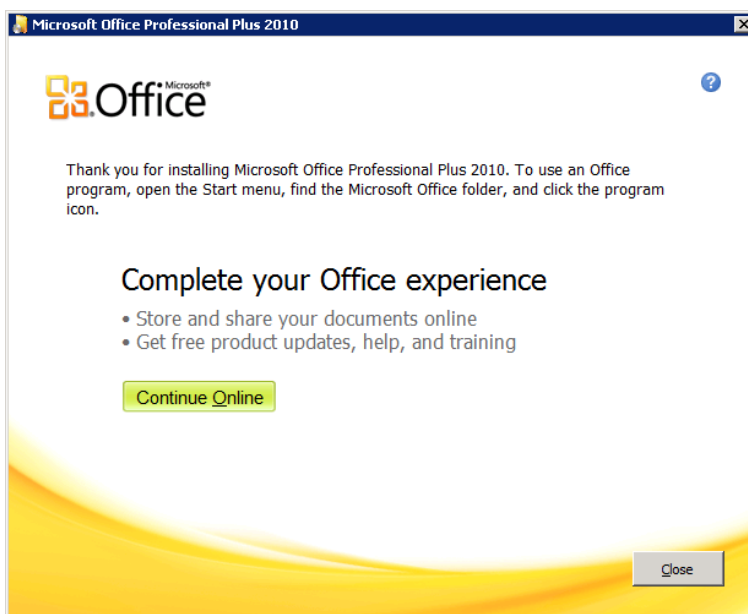 Microsoft Office Professional Plus 2010
Microsoft®
Office
?
Thank you for installing Microsoft Office Professional Plus 2010. To use an Office
program, open the Start menu, find the Microsoft Office folder, and click the program
icon.
Complete your Office experience
• Store and share your documents online
• Get free product updates, help, and training
Continue Online
Close